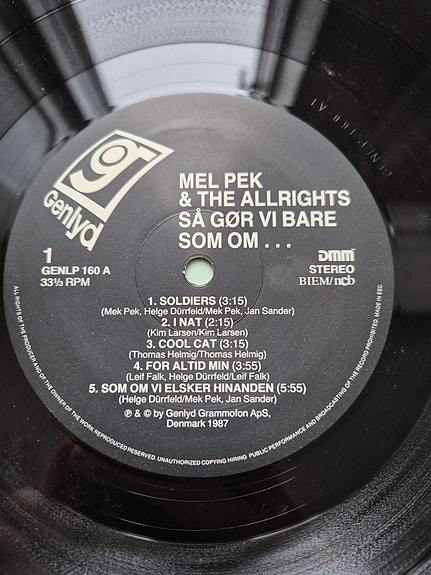 GENLP 160 A1
g
Genlyd
MEL PEK
& THE ALLRIGHTS
SÅ GØR VI BARE
SOM OM . . .
1
GENLP 160 A
33⅓ RPM
DMM
STEREO
BIEM/ncb
1. SOLDIERS (3:15)
(Mek Pek, Helge Dürrfeld/Mek Pek, Jan Sander)
2. I NAT (2:15)
(Kim Larsen/Kim Larsen)
3. COOL CAT (3:15)
(Thomas Helmig/Thomas Helmig)
4. FOR ALTID MIN (3:55)
(Leif Falk, Helge Dürrfeld/Leif Falk)
5. SOM OM VI ELSKER HINANDEN (5:55)
(Helge Dürrfeld/Mek Pek, Jan Sander)
℗ & © by Genlyd Grammofon ApS,
Denmark 1987
ALL RIGHTS OF THE PRODUCER AND OF THE OWNER OF THE WORK REPRODUCED RESERVED. UNAUTHORIZED COPYING HIRING PUBLIC PERFORMANCE AND BROADCASTING OF THE RECORD PROHIBITED. MADE IN EEC.